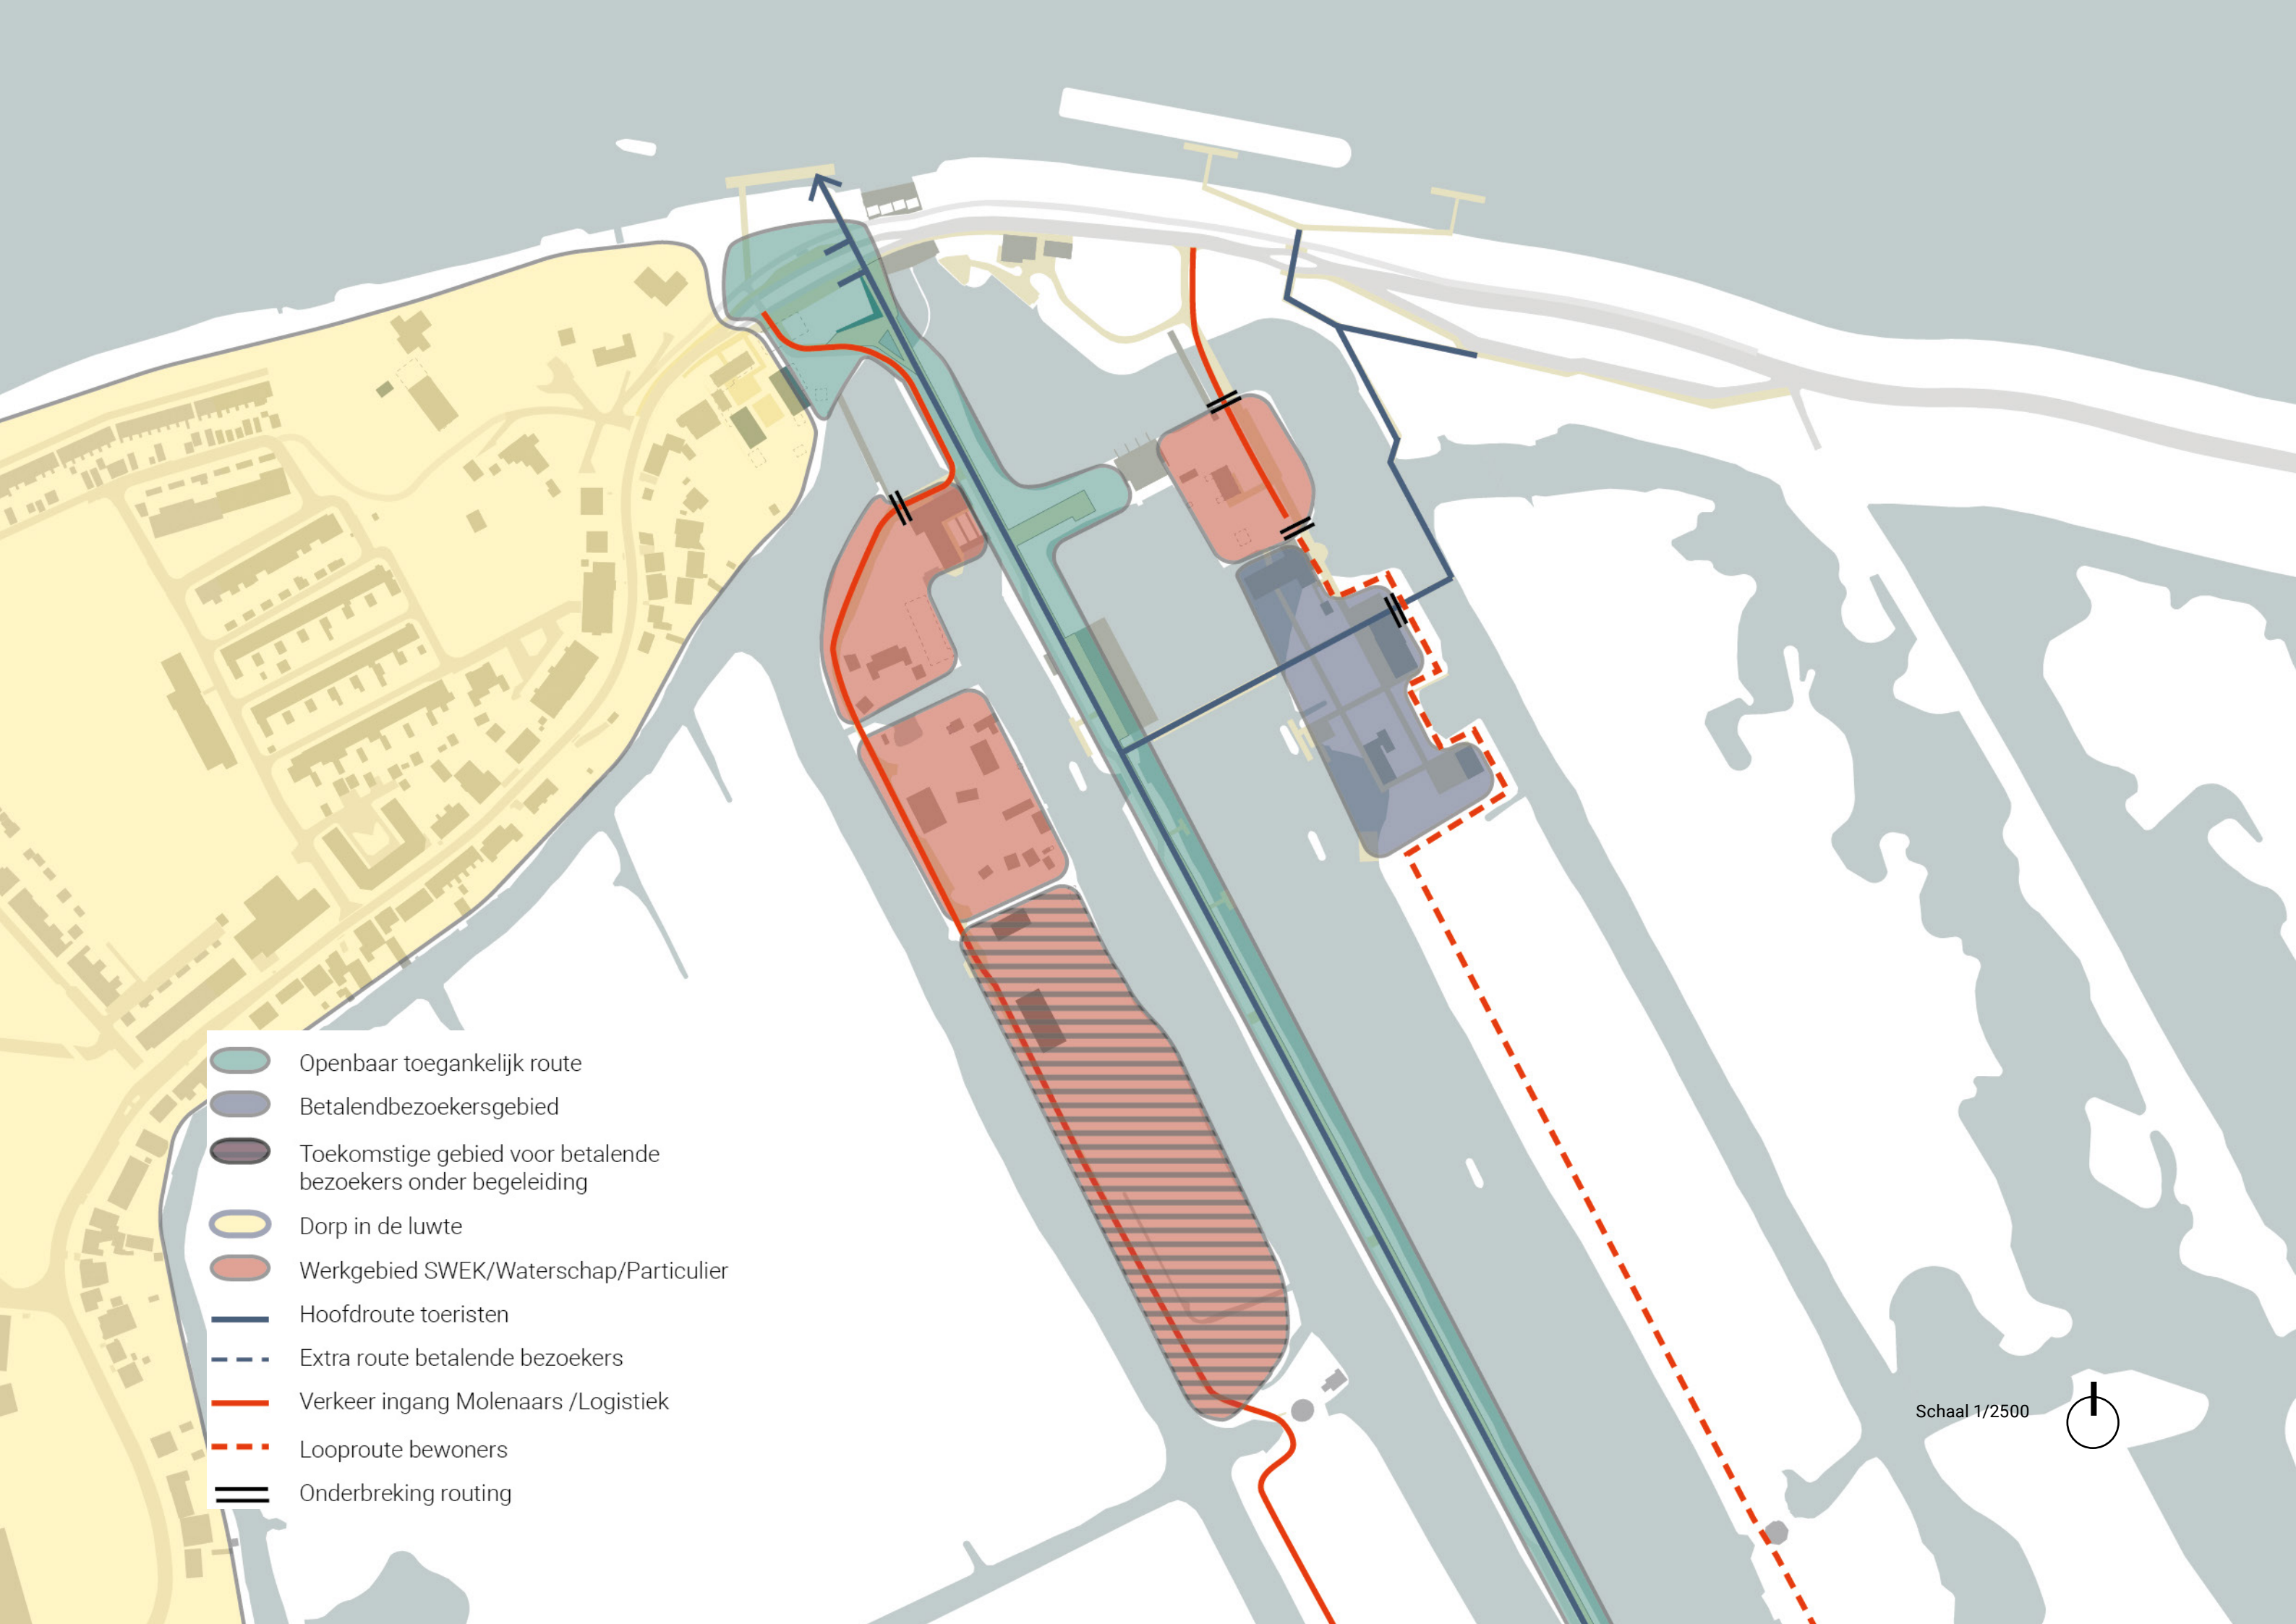 Openbaar toegankelijk route
Betalendbezoekersgebied
Toekomstige gebied voor betalende
bezoekers onder begeleiding
Dorp in de luwte
Werkgebied SWEK/Waterschap/Particulier
Hoofdroute toeristen
Extra route betalende bezoekers
Verkeer ingang Molenaars /Logistiek
Looproute bewoners
Onderbreking routing
Schaal 1/2500